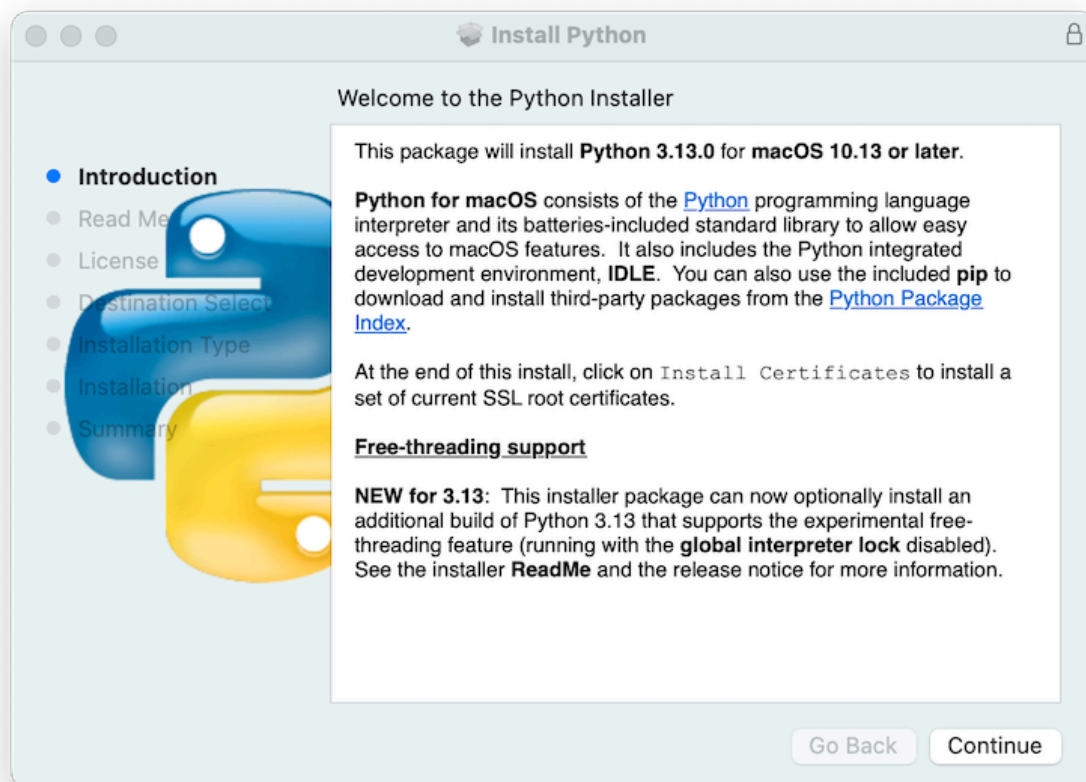 Install Python
Welcome to the Python Installer
Introduction
Read Me
License
Destination Select
Installation Type
Installation
Summary
This package will install Python 3.13.0 for macOS 10.13 or later.
Python for macOS consists of the Python programming language
interpreter and its batteries-included standard library to allow easy
access to macOS features.  It also includes the Python integrated
development environment, IDLE.  You can also use the included pip to
download and install third-party packages from the Python Package
Index.
At the end of this install, click on Install Certificates to install a
set of current SSL root certificates.
Free-threading support
NEW for 3.13:  This installer package can now optionally install an
additional build of Python 3.13 that supports the experimental free-
threading feature (running with the global interpreter lock disabled).
See the installer ReadMe and the release notice for more information.
Go Back
Continue